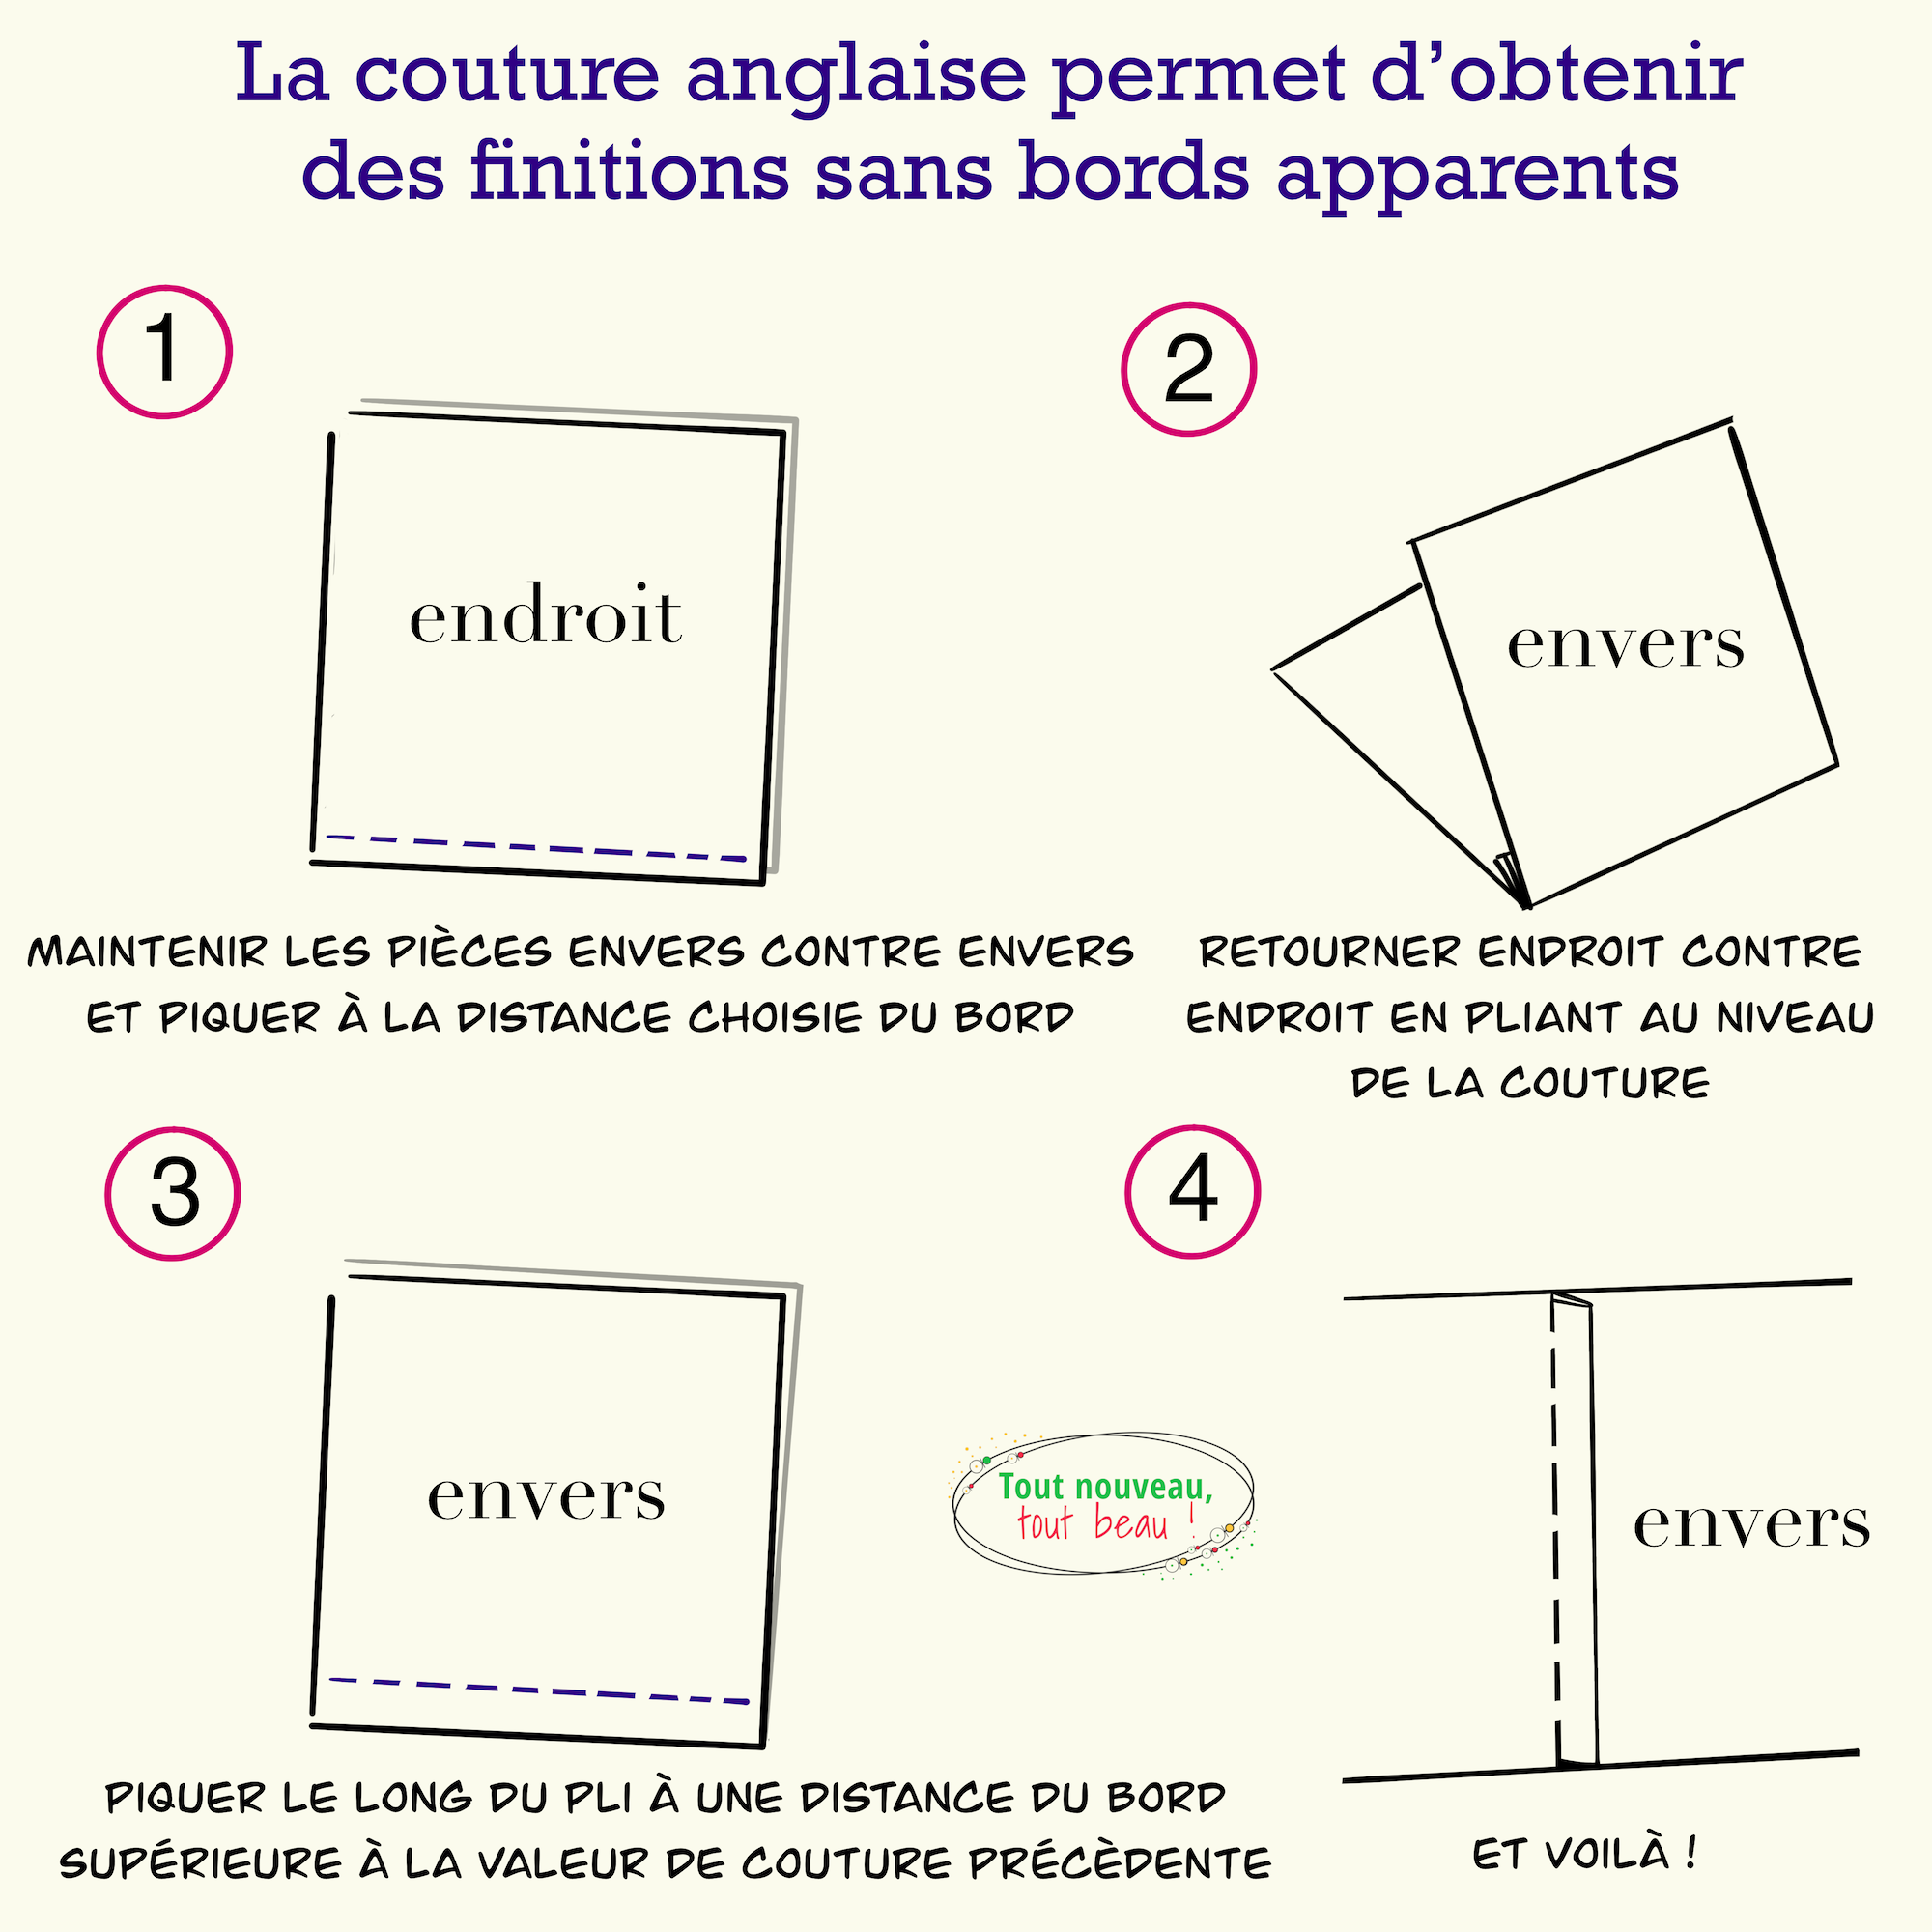 La couture anglaise permet d’obtenir
des finitions sans bords apparents
1
endroit
MAINTENIR LES PIÈCES ENVERS CONTRE ENVERS
ET PIQUER À LA DISTANCE CHOISIE DU BORD
2
envers
RETOURNER ENDROIT CONTRE
ENDROIT EN PLIANT AU NIVEAU
DE LA COUTURE
3
envers
PIQUER LE LONG DU PLI À UNE DISTANCE DU BORD
SUPÉRIEURE À LA VALEUR DE COUTURE PRÉCÈDENTE
Tout nouveau,
tout beau !
4
envers
ET VOILÀ !